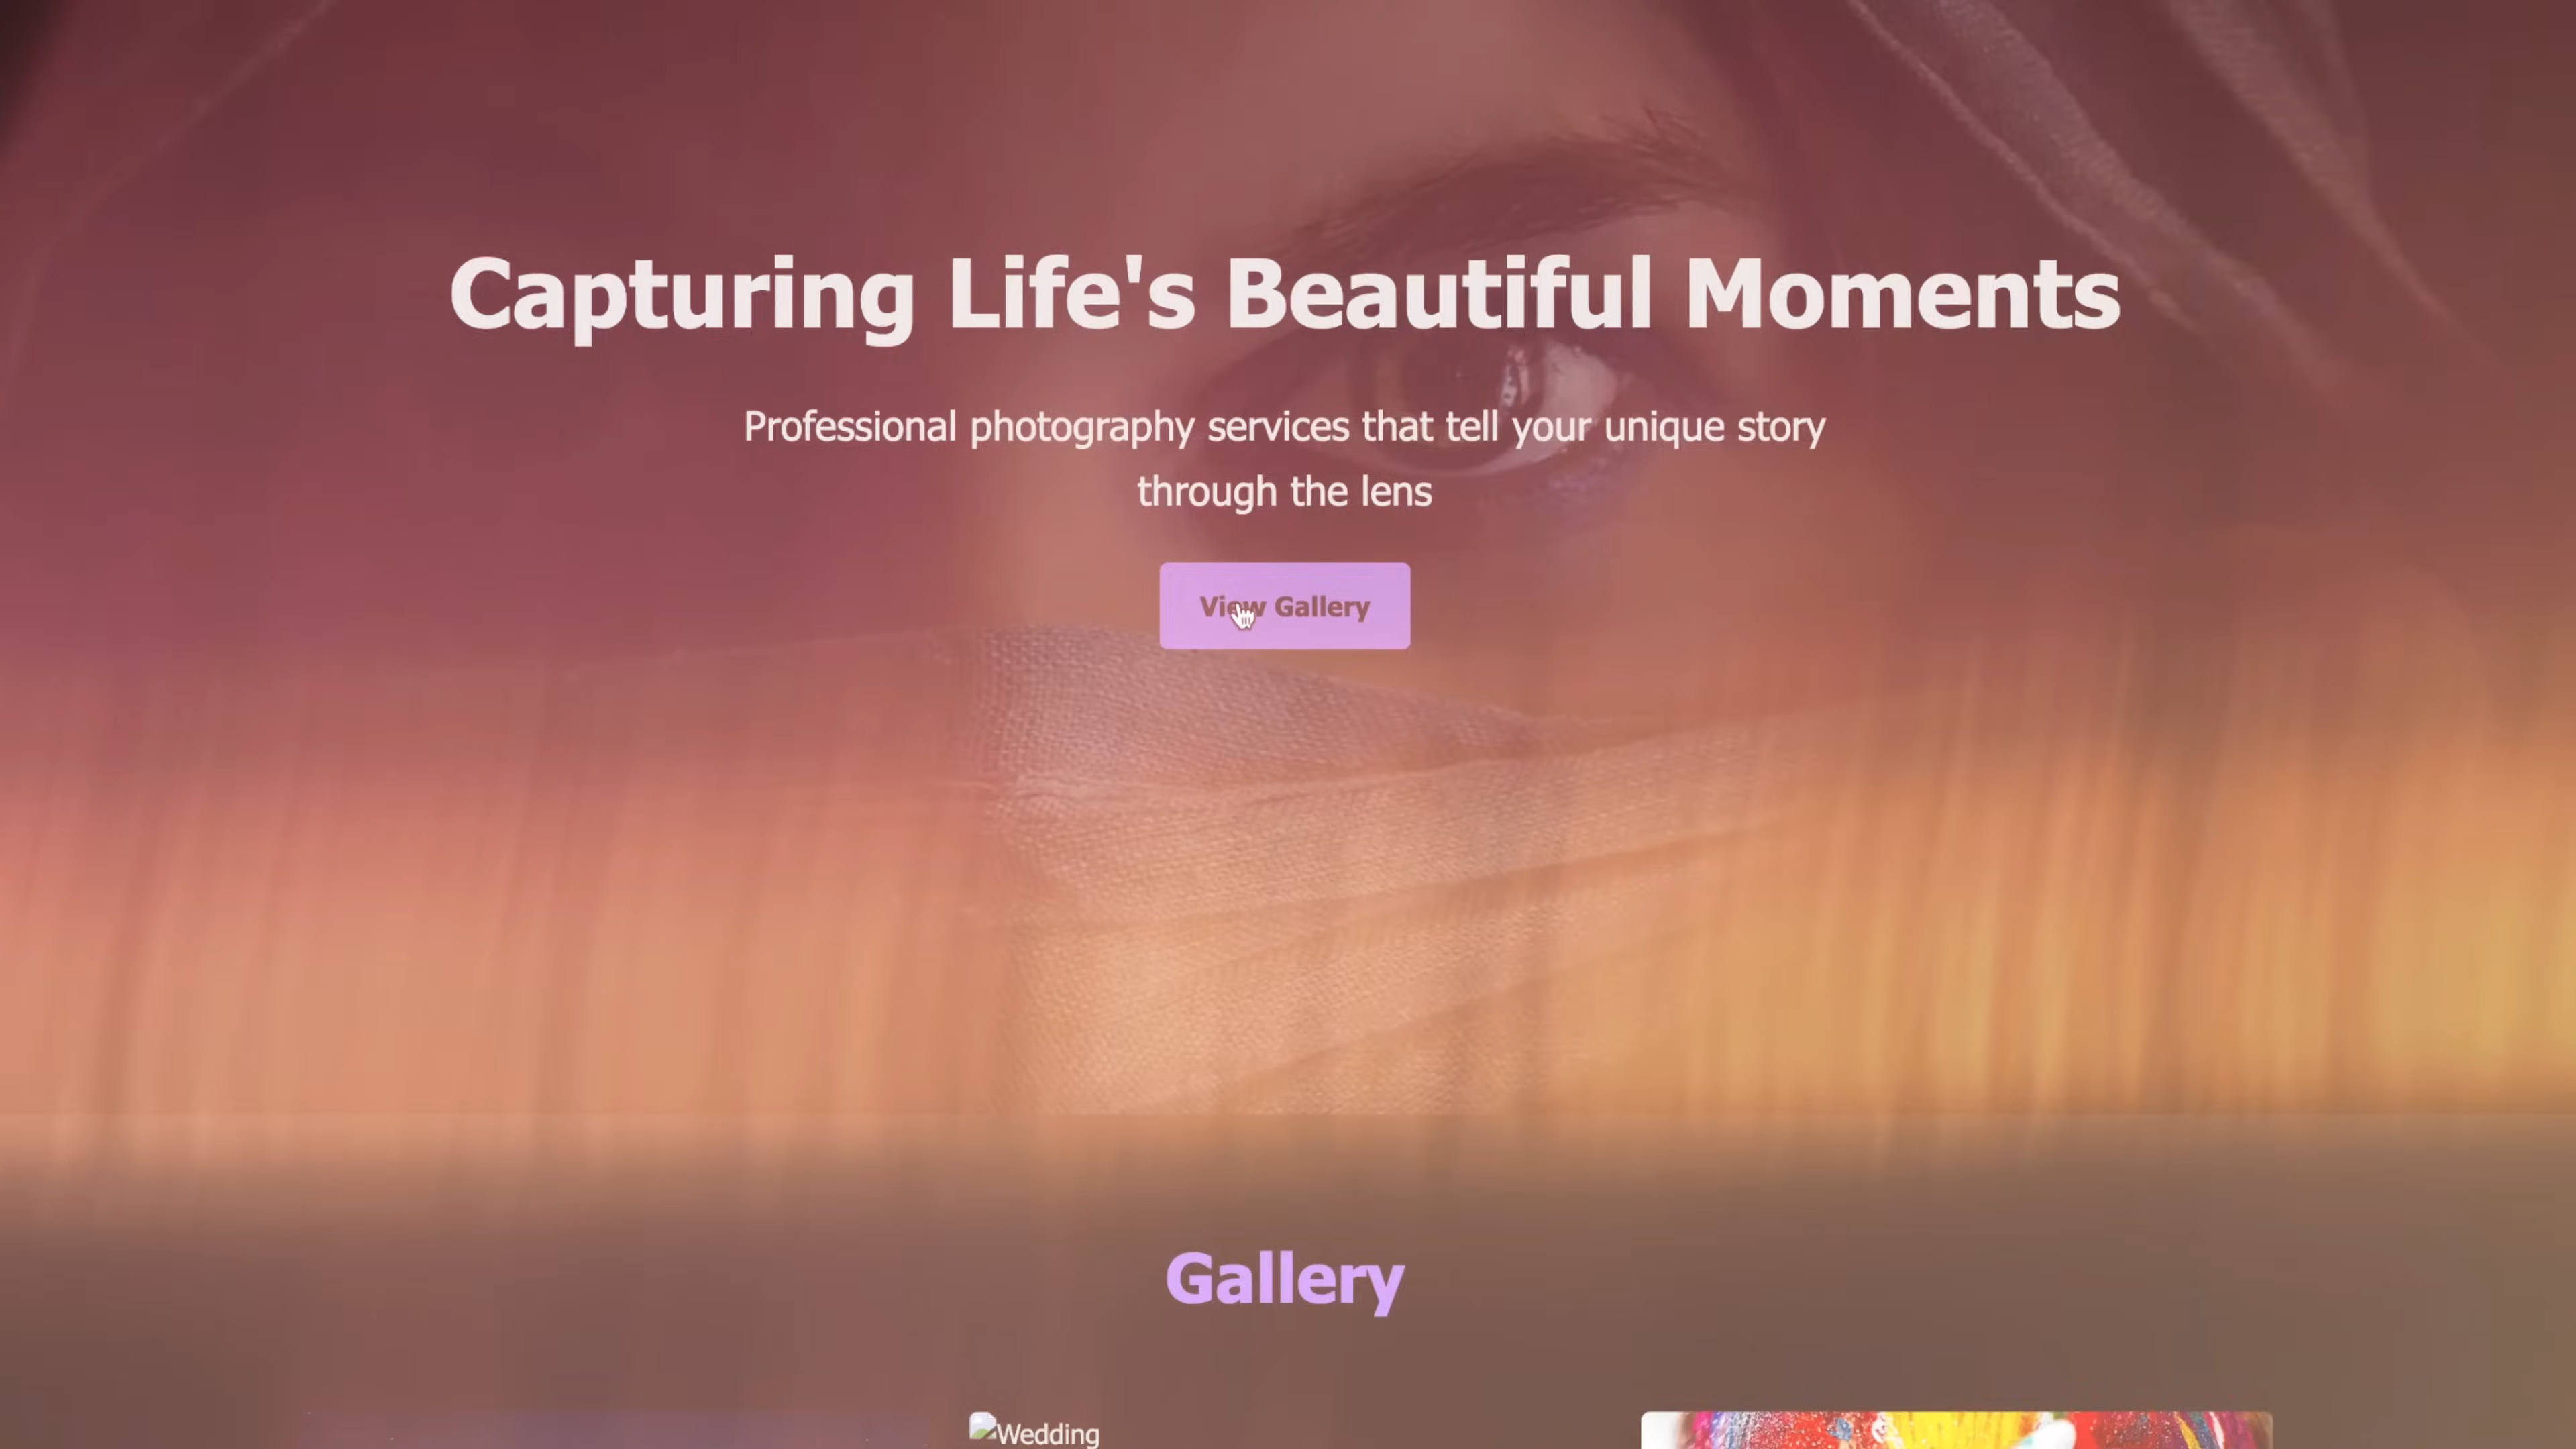 Capturing Life's Beautiful Moments
Professional photography services that tell your unique story
through the lens
View Gallery
Gallery
Wedding